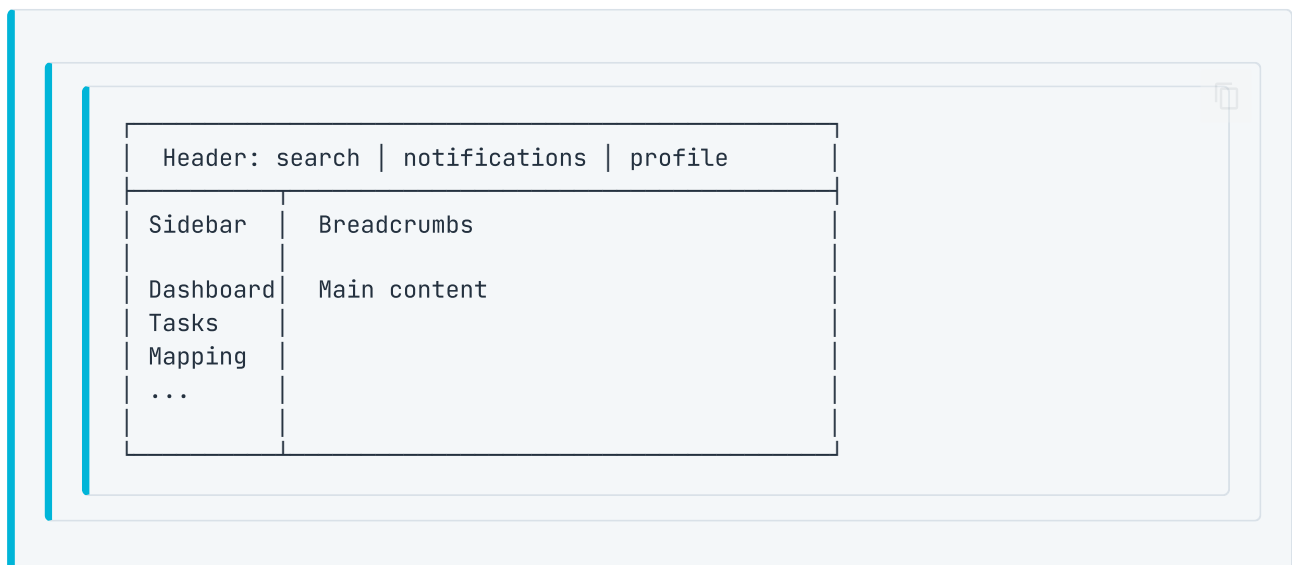 Header: search | notifications | profile
Sidebar | Breadcrumbs
Dashboard | Main content
Tasks
Mapping
...